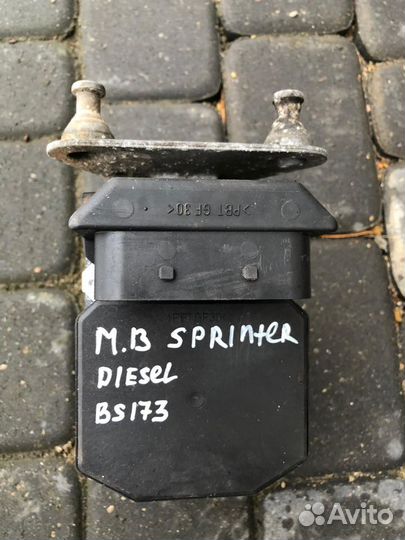 >PBT GF 30<
M.B SPRINTER
DIESEL
BS173
Avito